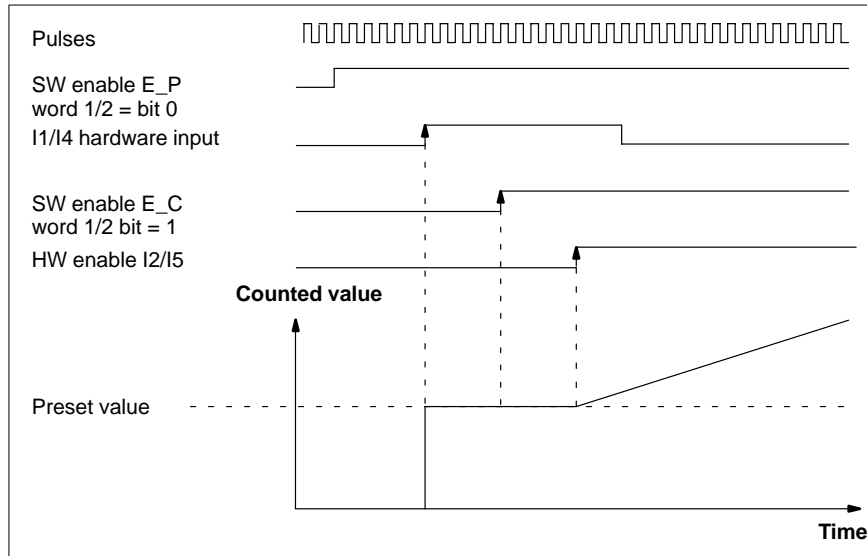 Pulses
SW enable E_P
word 1/2 = bit 0
I1/I4 hardware input
SW enable E_C
word 1/2 bit = 1
HW enable I2/I5
Counted value
Preset value
Time